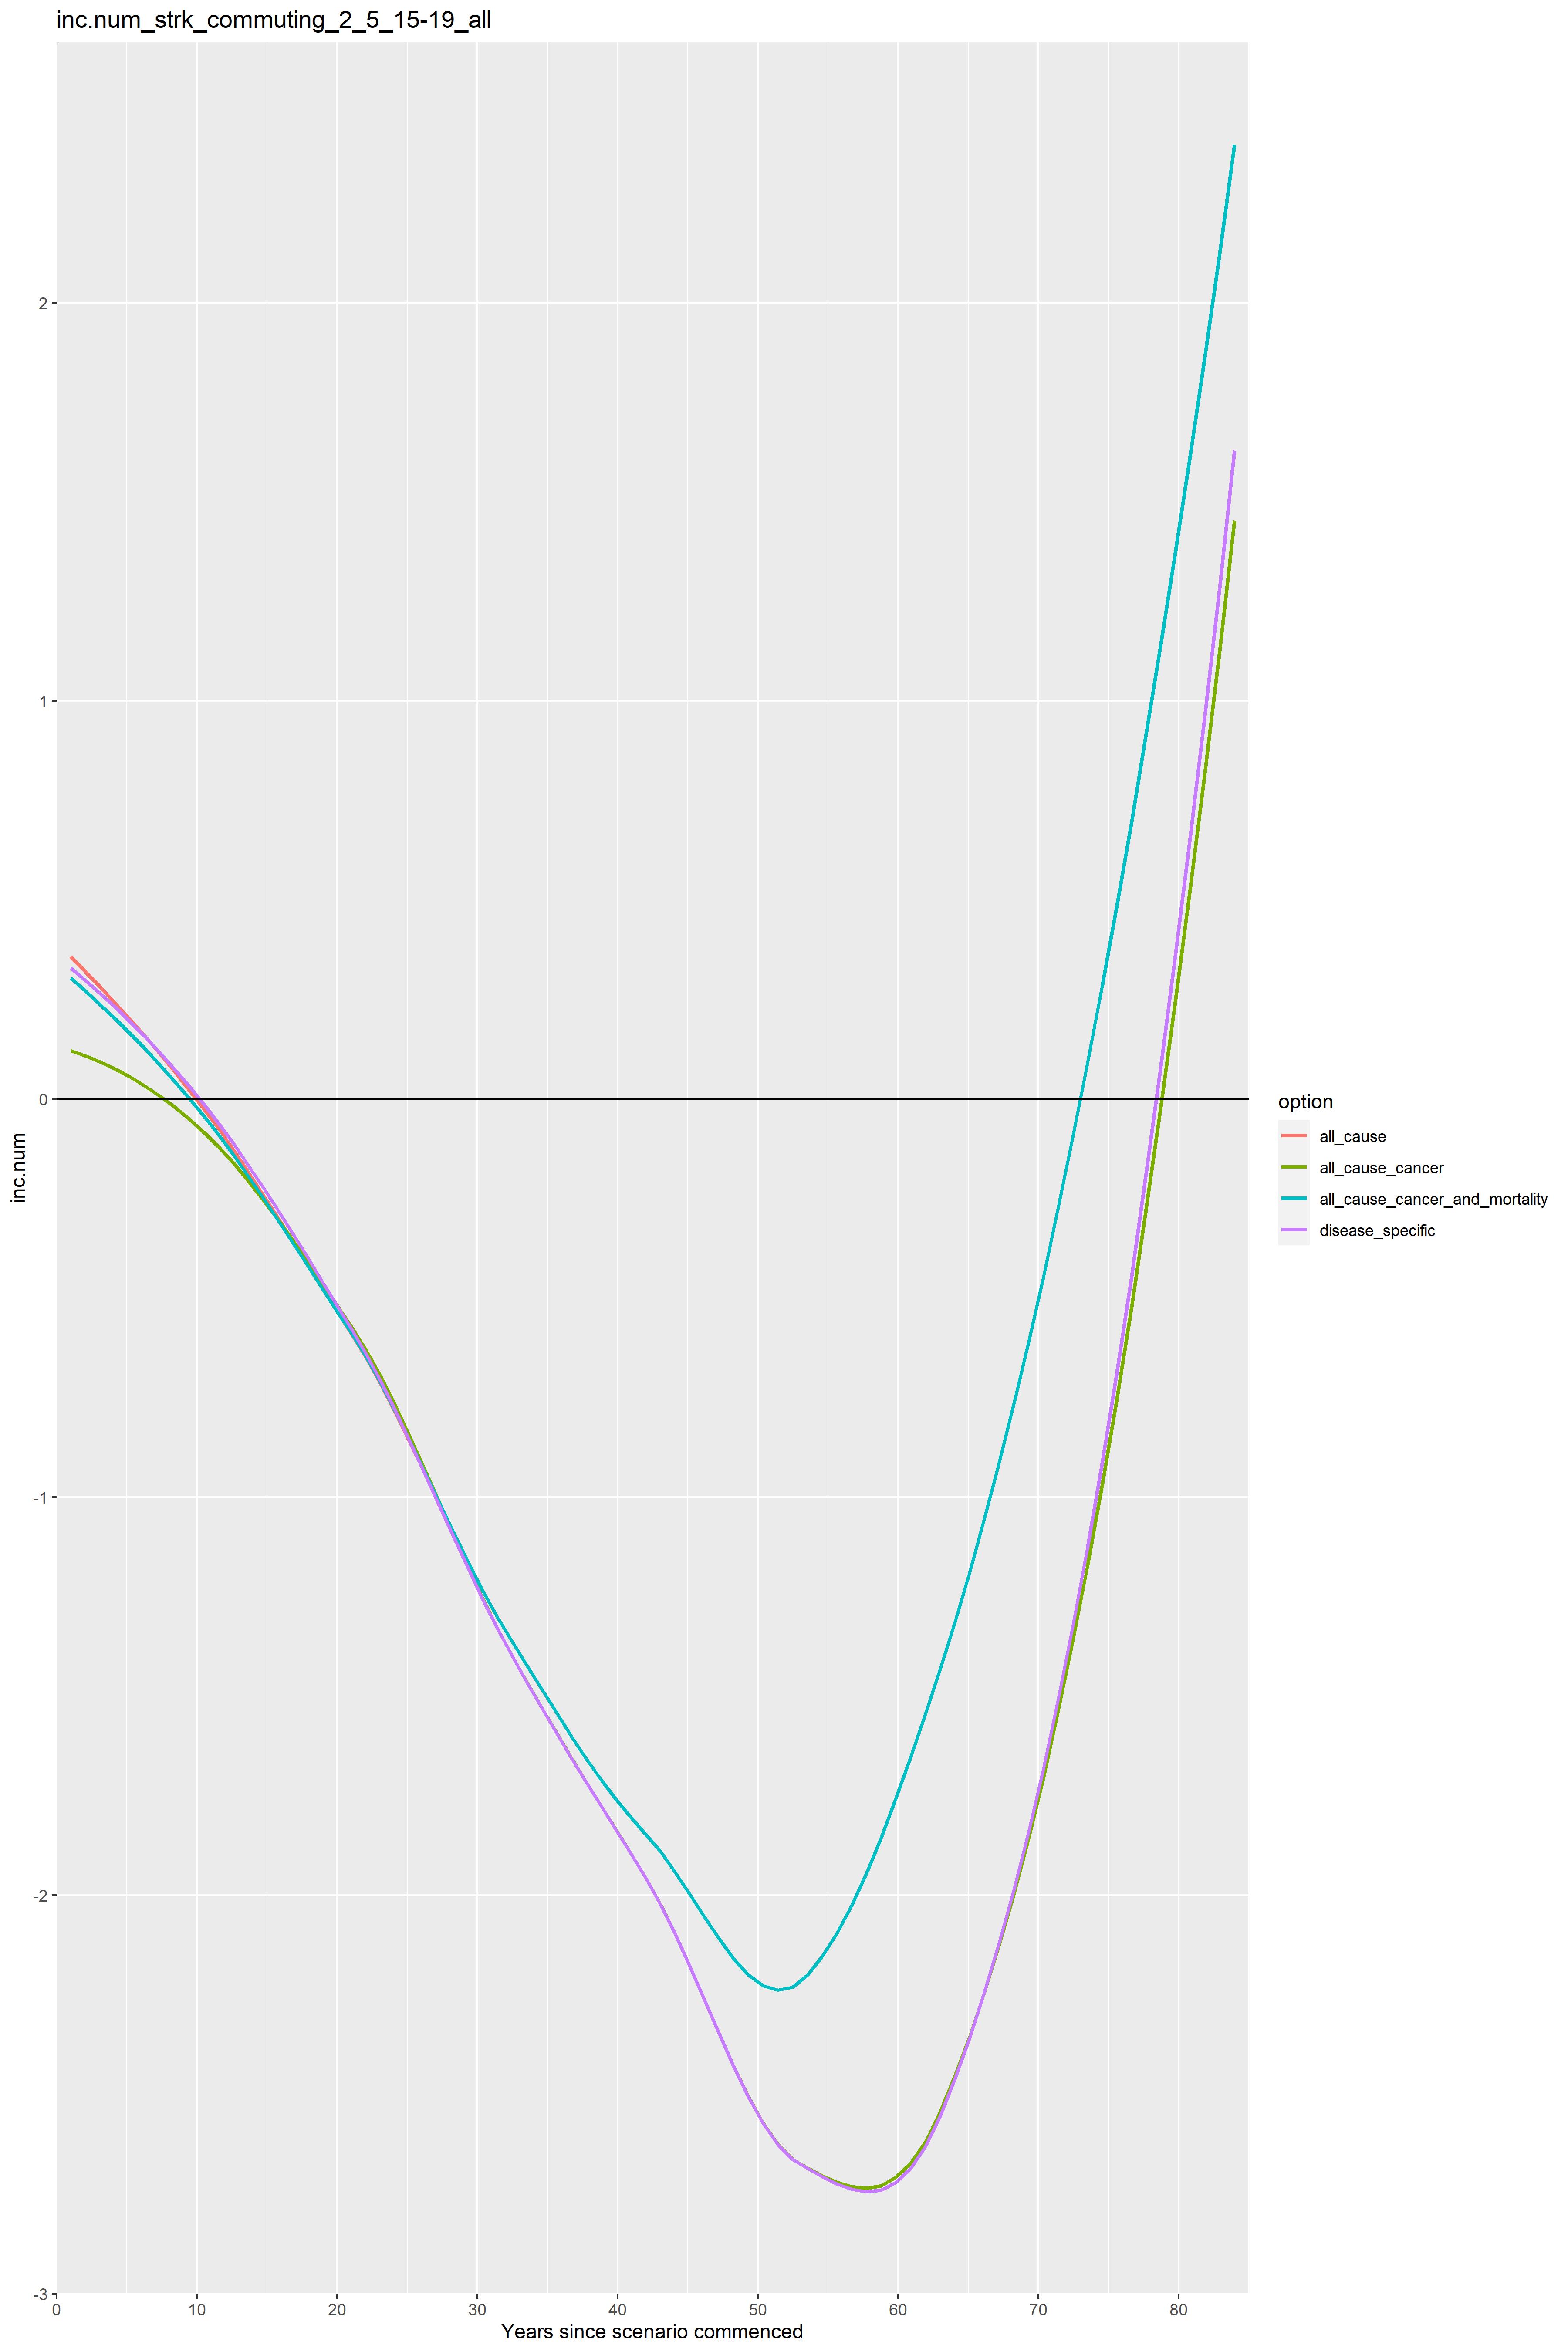 inc.num_strk_commuting_2_5_15-19_all
2
1
0
-1
-2
-3
inc.num
0 10 20 30 40 50 60 70 80
Years since scenario commenced
option
all_cause
all_cause_cancer
all_cause_cancer_and_mortality
disease_specific